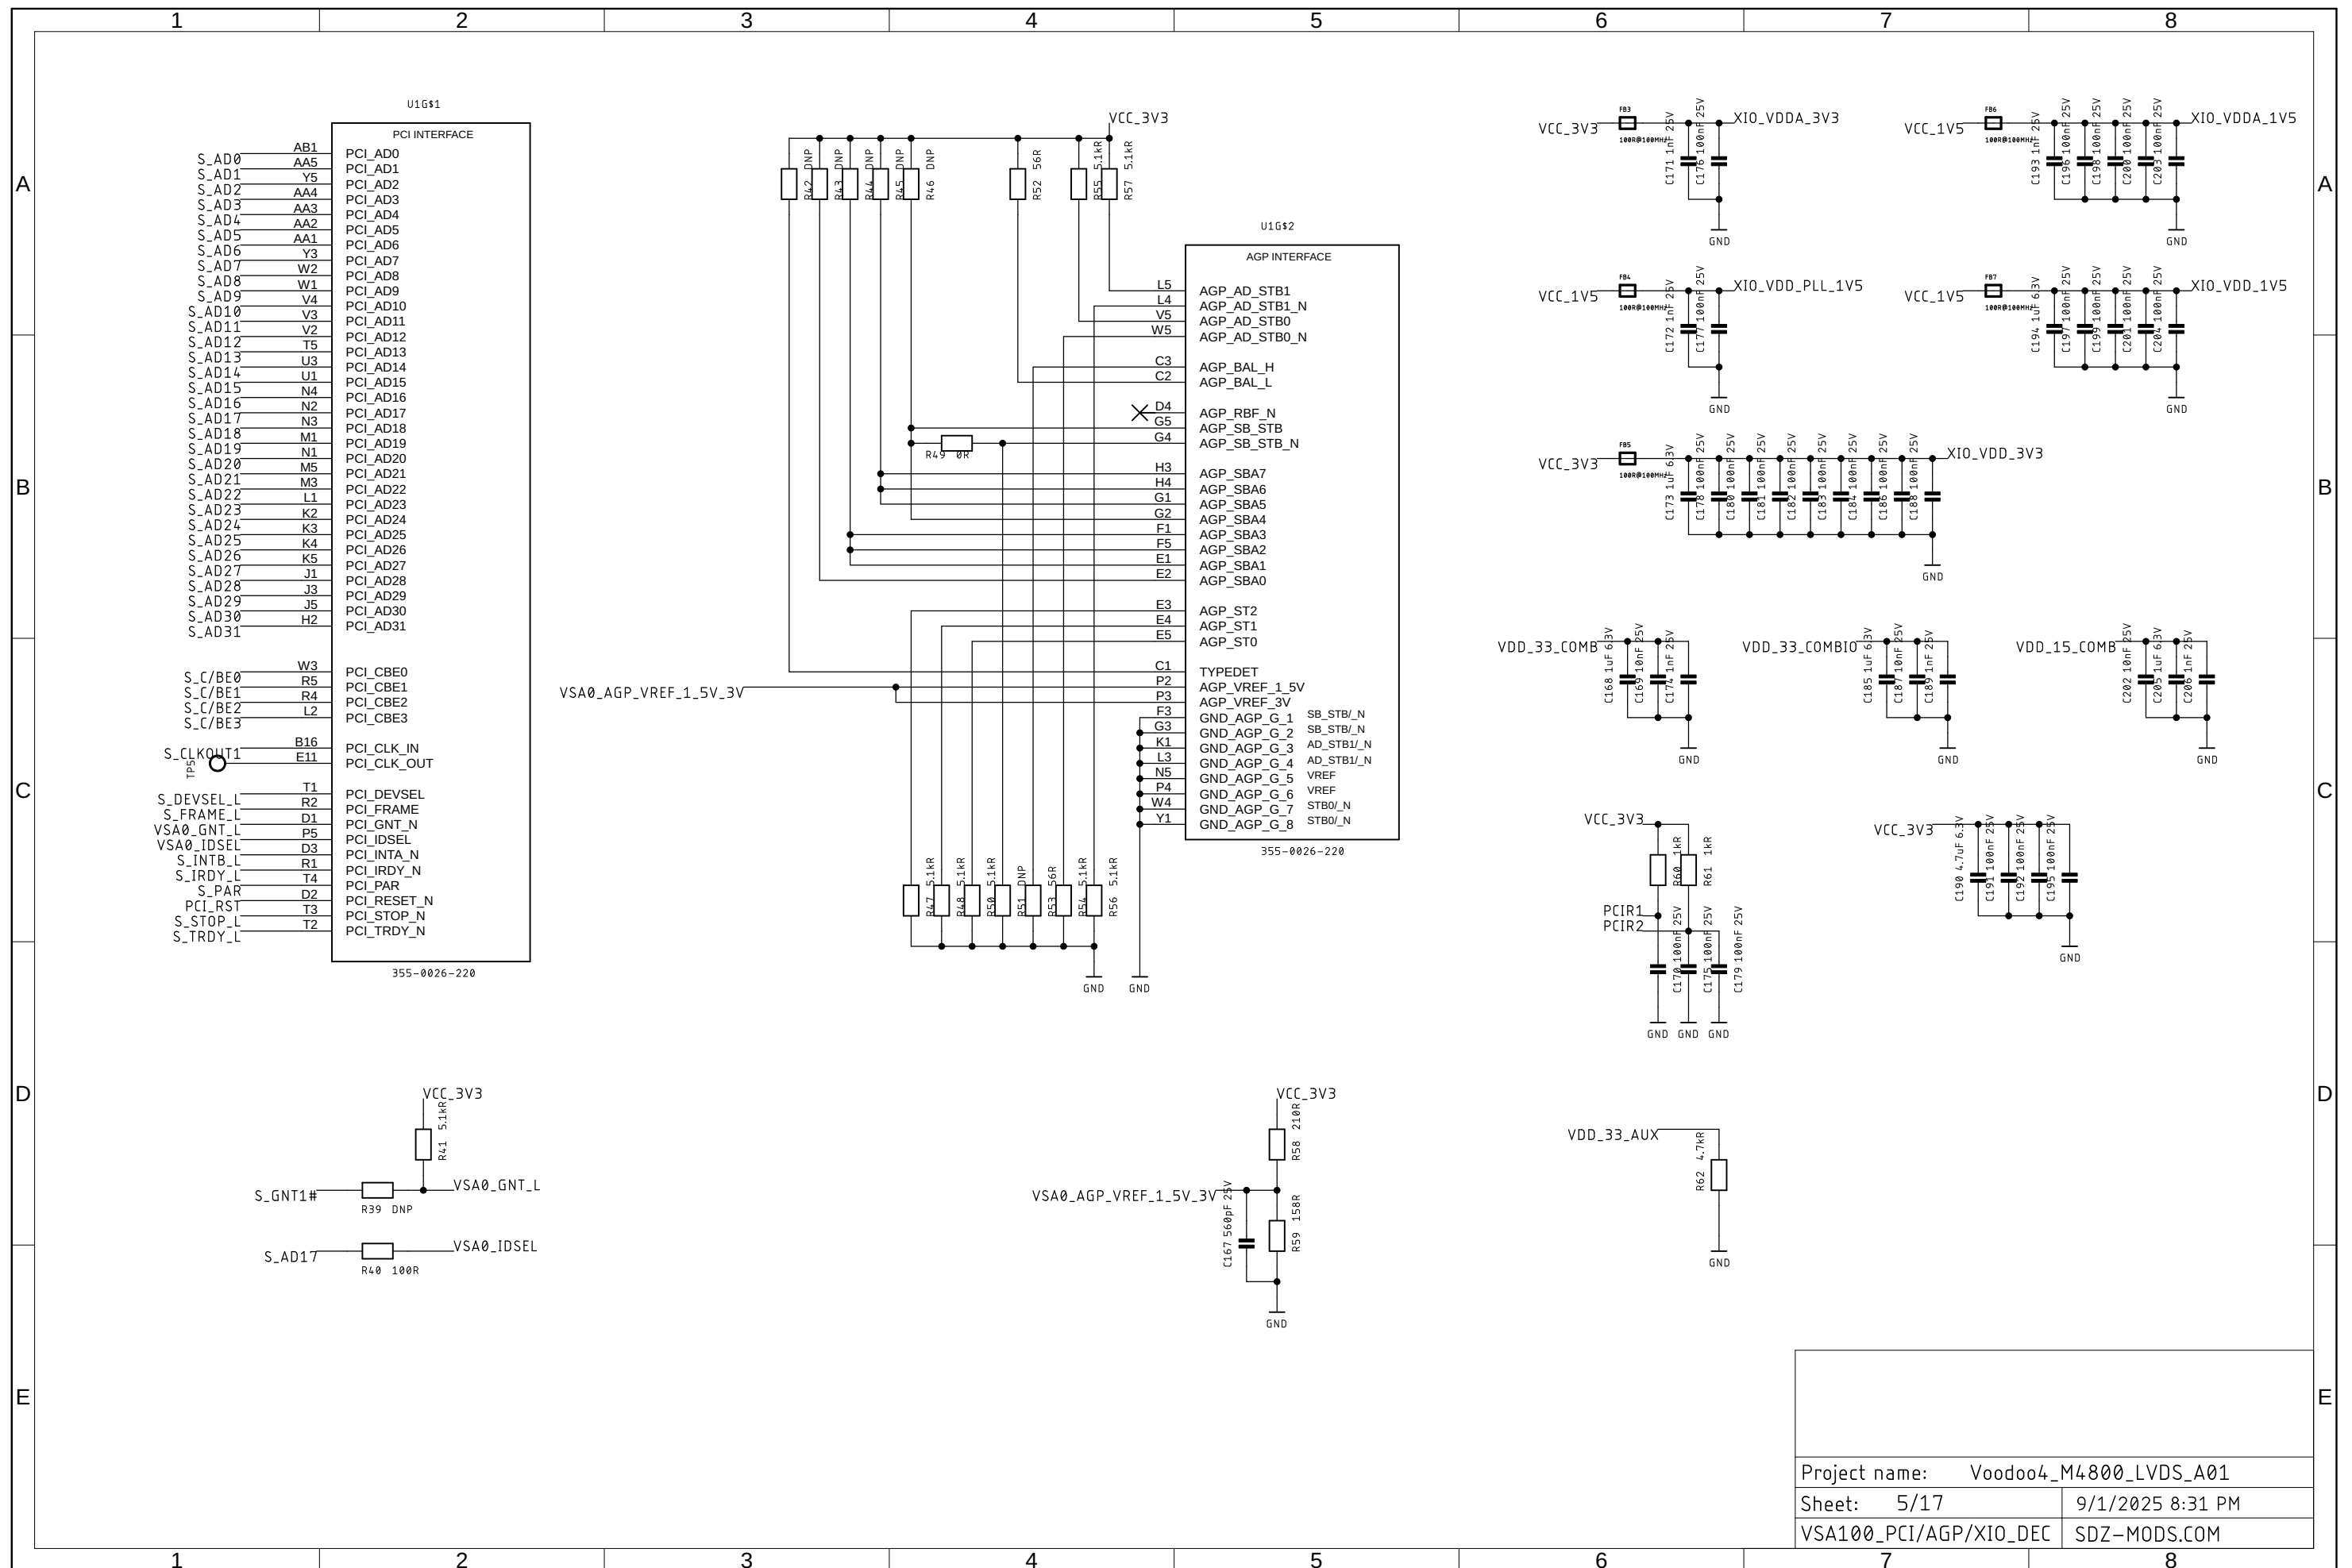 1 2 3 4 5 6 7 8
A
B
C
D
E
U1G$1
PCI INTERFACE
S_AD0 AB1 PCI_AD0
S_AD1 AA5 PCI_AD1
S_AD2 Y5 PCI_AD2
S_AD3 AA4 PCI_AD3
S_AD4 AA3 PCI_AD4
S_AD5 AA2 PCI_AD5
S_AD6 AA1 PCI_AD6
S_AD7 Y3 PCI_AD7
S_AD8 W2 PCI_AD8
S_AD9 W1 PCI_AD9
S_AD10 V4 PCI_AD10
S_AD11 V3 PCI_AD11
S_AD12 V2 PCI_AD12
S_AD13 T5 PCI_AD13
S_AD14 U3 PCI_AD14
S_AD15 U1 PCI_AD15
S_AD16 N4 PCI_AD16
S_AD17 N2 PCI_AD17
S_AD18 N3 PCI_AD18
S_AD19 M1 PCI_AD19
S_AD20 N1 PCI_AD20
S_AD21 M5 PCI_AD21
S_AD22 M3 PCI_AD22
S_AD23 L1 PCI_AD23
S_AD24 K2 PCI_AD24
S_AD25 K3 PCI_AD25
S_AD26 K4 PCI_AD26
S_AD27 K5 PCI_AD27
S_AD28 J1 PCI_AD28
S_AD29 J3 PCI_AD29
S_AD30 J5 PCI_AD30
S_AD31 H2 PCI_AD31
S_C/BE0 W3 PCI_CBE0
S_C/BE1 R5 PCI_CBE1
S_C/BE2 R4 PCI_CBE2
S_C/BE3 L2 PCI_CBE3
S_CLKOUT1 B16 PCI_CLK_IN
TP5 E11 PCI_CLK_OUT
S_DEVSEL_L T1 PCI_DEVSEL
S_FRAME_L R2 PCI_FRAME
VSA0_GNT_L D1 PCI_GNT_N
VSA0_IDSEL P5 PCI_IDSEL
S_INTB_L D3 PCI_INTA_N
S_IRDY_L R1 PCI_IRDY_N
S_PAR T4 PCI_PAR
PCI_RST D2 PCI_RESET_N
S_STOP_L T3 PCI_STOP_N
S_TRDY_L T2 PCI_TRDY_N
355-0026-220
VCC_3V3
R41 5.1kR
S_GNT1#
R39 DNP
VSA0_GNT_L
S_AD17
R40 100R
VSA0_IDSEL
VCC_3V3
R42 DNP
R43 DNP
R44 DNP
R45 DNP
R46 DNP
R52 56R
R55 5.1kR
R57 5.1kR
U1G$2
AGP INTERFACE
L5 AGP_AD_STB1
L4 AGP_AD_STB1_N
V5 AGP_AD_STB0
W5 AGP_AD_STB0_N
C3 AGP_BAL_H
C2 AGP_BAL_L
D4 AGP_RBF_N
G5 AGP_SB_STB
G4 AGP_SB_STB_N
R49 0R
H3 AGP_SBA7
H4 AGP_SBA6
G1 AGP_SBA5
G2 AGP_SBA4
F1 AGP_SBA3
F5 AGP_SBA2
E1 AGP_SBA1
E2 AGP_SBA0
E3 AGP_ST2
E4 AGP_ST1
E5 AGP_ST0
C1 TYPEDET
VSA0_AGP_VREF_1_5V_3V
P2 AGP_VREF_1_5V
P3 AGP_VREF_3V
F3 GND_AGP_G_1 SB_STB/_N
G3 GND_AGP_G_2 SB_STB/_N
K1 GND_AGP_G_3 AD_STB1/_N
L3 GND_AGP_G_4 AD_STB1/_N
N5 GND_AGP_G_5 VREF
P4 GND_AGP_G_6 VREF
W4 GND_AGP_G_7 STB0/_N
Y1 GND_AGP_G_8 STB0/_N
355-0026-220
R47 5.1kR
R48 5.1kR
R50 5.1kR
R51 DNP
R53 56R
R54 5.1kR
R56 5.1kR
GND GND
VCC_3V3
R58 210R
VSA0_AGP_VREF_1_5V_3V
C167 560pF 25V
R59 158R
GND
VCC_3V3
FB3
100R@100MHz
C171 1nF 25V
C176 100nF 25V
XIO_VDDA_3V3
GND
VCC_1V5
FB6
100R@100MHz
C193 1nF 25V
C196 100nF 25V
C198 100nF 25V
C200 100nF 25V
C203 100nF 25V
XIO_VDDA_1V5
GND
VCC_1V5
FB4
100R@100MHz
C172 1nF 25V
C177 100nF 25V
XIO_VDD_PLL_1V5
GND
VCC_1V5
FB7
100R@100MHz
C194 1uF 6.3V
C197 100nF 25V
C199 100nF 25V
C201 100nF 25V
C204 100nF 25V
XIO_VDD_1V5
GND
VCC_3V3
FB5
100R@100MHz
C173 1uF 6.3V
C178 100nF 25V
C180 100nF 25V
C181 100nF 25V
C182 100nF 25V
C183 100nF 25V
C184 100nF 25V
C186 100nF 25V
C188 100nF 25V
XIO_VDD_3V3
GND
VDD_33_COMB
C168 1uF 6.3V
C169 10nF 25V
C174 1nF 25V
GND
VDD_33_COMBIO
C185 1uF 6.3V
C187 10nF 25V
C189 1nF 25V
GND
VDD_15_COMB
C202 10nF 25V
C205 1uF 6.3V
C206 1nF 25V
GND
VCC_3V3
R60 1kR
R61 1kR
PCIR1
PCIR2
C170 100nF 25V
C175 100nF 25V
C179 100nF 25V
GND GND GND
VCC_3V3
C190 4.7uF 6.3V
C191 100nF 25V
C192 100nF 25V
C195 100nF 25V
GND
VDD_33_AUX
R62 4.7kR
GND
Project name: Voodoo4_M4800_LVDS_A01
Sheet: 5/17 9/1/2025 8:31 PM
VSA100_PCI/AGP/XIO_DEC SDZ-MODS.COM
A
B
C
D
E
1 2 3 4 5 6 7 8